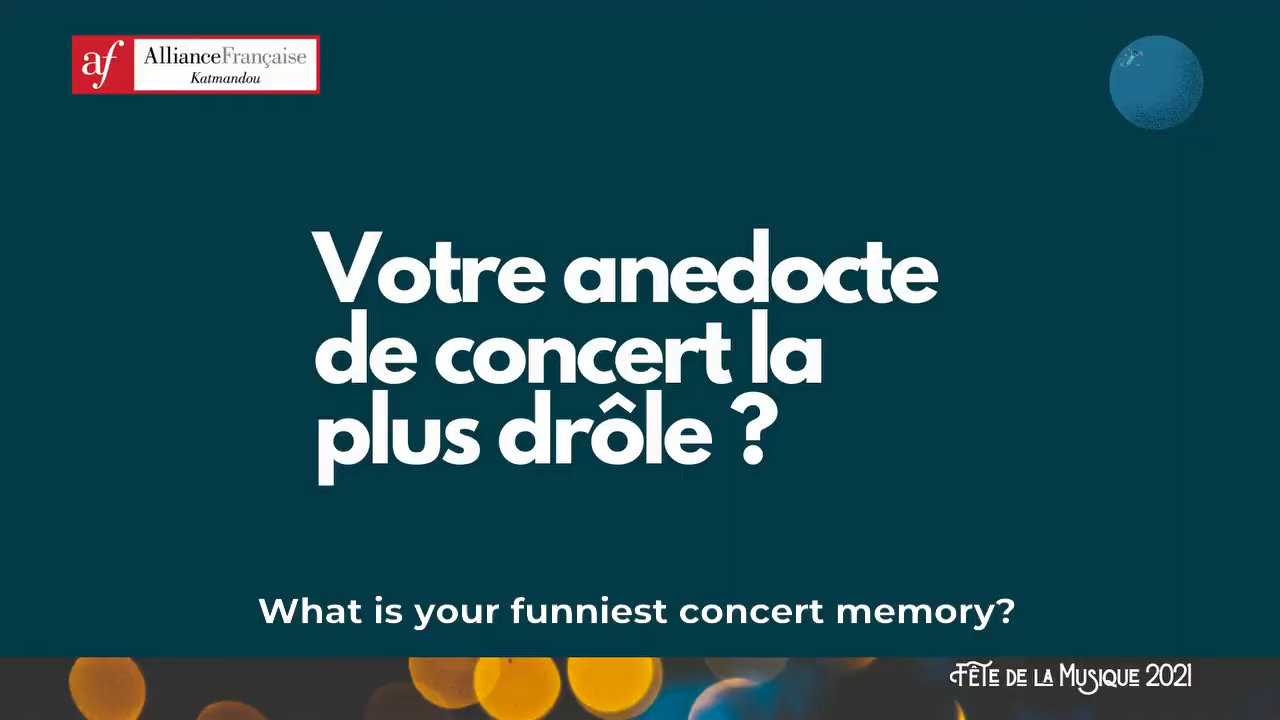 af
AllianceFrançaise
Katmandou
Votre anedocte
de concert la
plus drôle ?
What is your funniest concert memory?
FÊTE DE LA MUSIQUE 2021